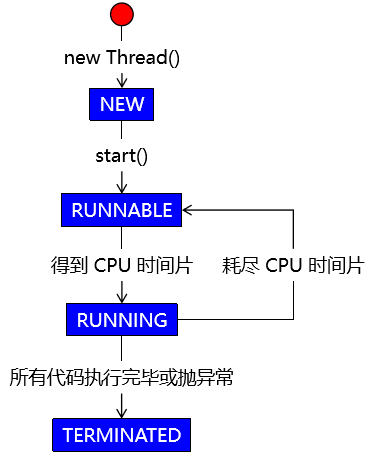 new Thread()
NEW
start()
RUNNABLE
得到 CPU 时间片
耗尽 CPU 时间片
RUNNING
所有代码执行完毕或抛异常
TERMINATED